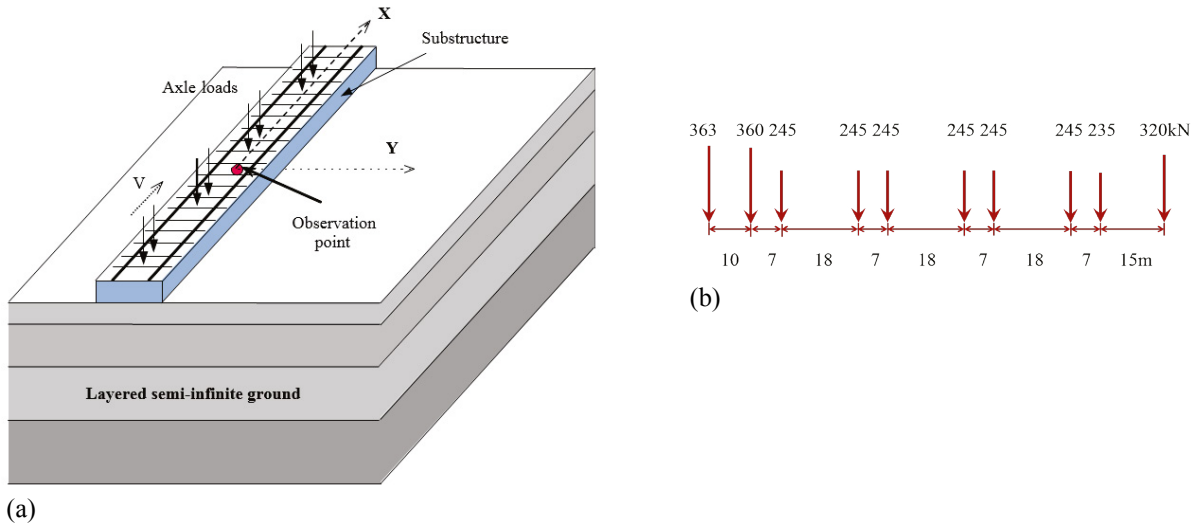 X
Substructure
Axle loads
Y
V
Observation
point
Layered semi-infinite ground
(a)
363 360 245 245 245 245 245 245 235 320kN
10 7 18 7 18 7 18 7 15m
(b)